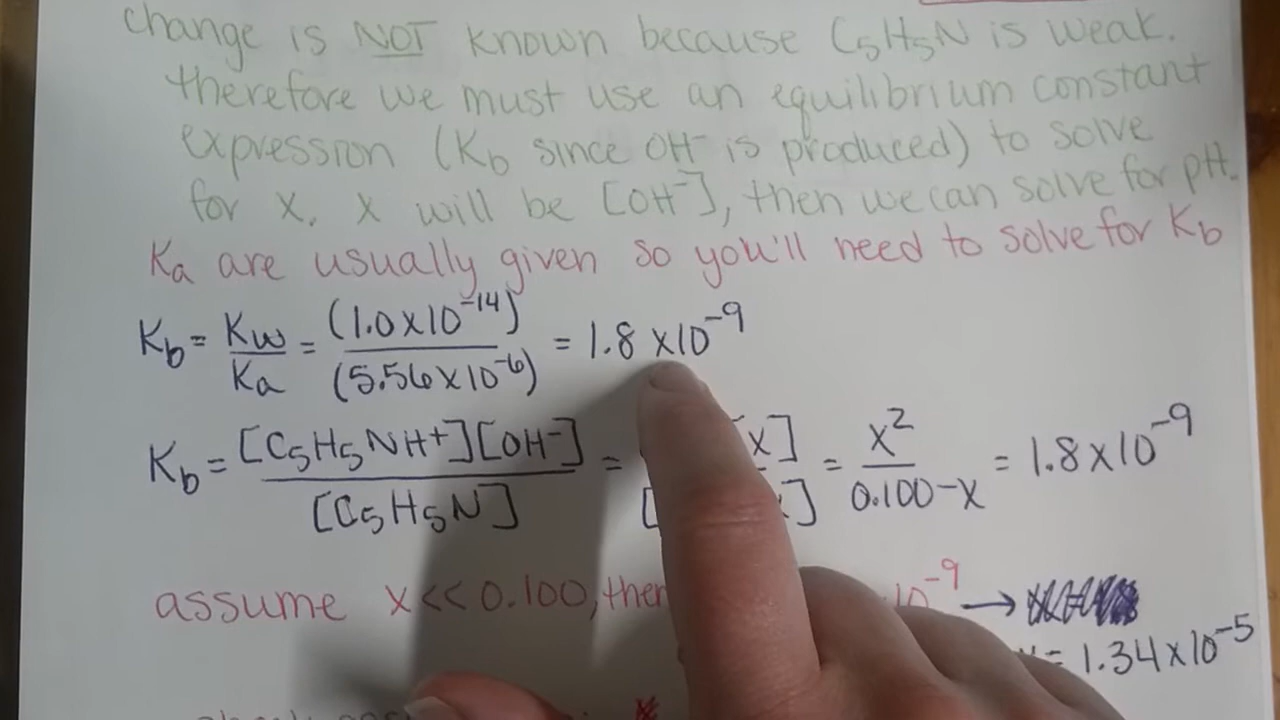 change is NOT known because C5H5N is weak.
therefore we must use an equilibrium constant
expression (Kb since OH⁻ is produced) to solve
for x. x will be [OH⁻], then we can solve for pH.
Ka are usually given so you'll need to solve for Kb
Kb = Kw/Ka = (1.0x10⁻¹⁴)/(5.56x10⁻⁶) = 1.8x10⁻⁹
Kb = [C5H5NH+][OH⁻]/[C5H5N] = x]/[ ] = x²/0.100-x = 1.8x10⁻⁹
assume x<<0.100, 10⁻⁹ →
= 1.34x10⁻⁵